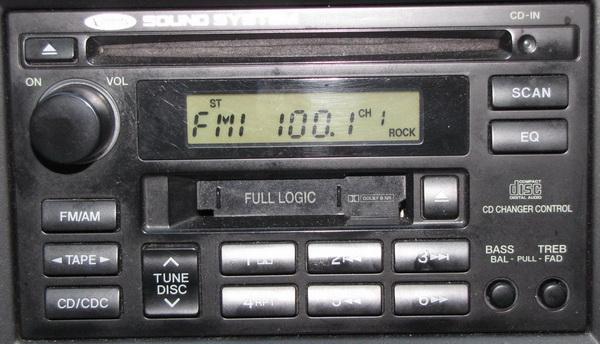 SOUND SYSTEM
CD-IN
ON VOL
ST
FM1 100.1 CH 1
ROCK
SCAN
EQ
FULL LOGIC
DOLBY B NR
COMPACT
disc
DIGITAL AUDIO
CD CHANGER CONTROL
FM/AM
TAPE
CD/CDC
TUNE
DISC
1
2
3
4 RPT
5
6
BASS TREB
BAL - PULL - FAD